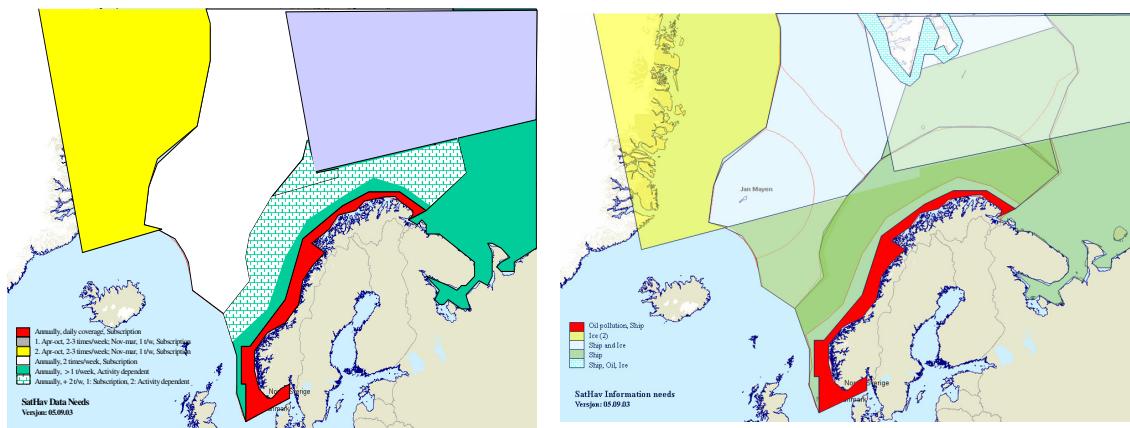 Annually, daily coverage, Subscription
1. Apr-oct, 2-3 times/week; Nov-mar, 1 t/w, Subscription
2. Apr-oct, 2-3 times/week; Nov-mar, 1 t/w, Subscription
Annually, 2 times/week, Subscription
Annually, >1 t/week, Activity dependent
Annually, + 2 t/w, 1: Subscription, 2: Activity dependent
SatHav Data Needs
Versjon: 05.09.03
Jan Mayen
Oil pollution, Ship
Ice (2)
Ship and Ice
Ship
Ship, Oil, Ice
SatHav Information needs
Versjon: 05.09.03